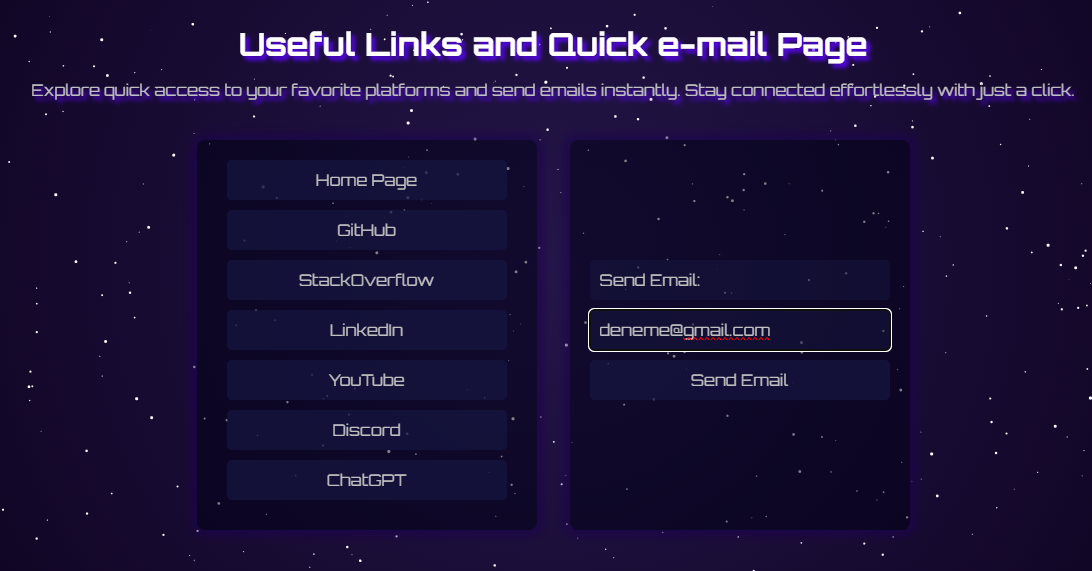 Useful Links and Quick e-mail Page
Explore quick access to your favorite platforms and send emails instantly. Stay connected effortlessly with just a click.
Home Page
GitHub
StackOverflow
LinkedIn
YouTube
Discord
ChatGPT
Send Email:
deneme@gmail.com
Send Email